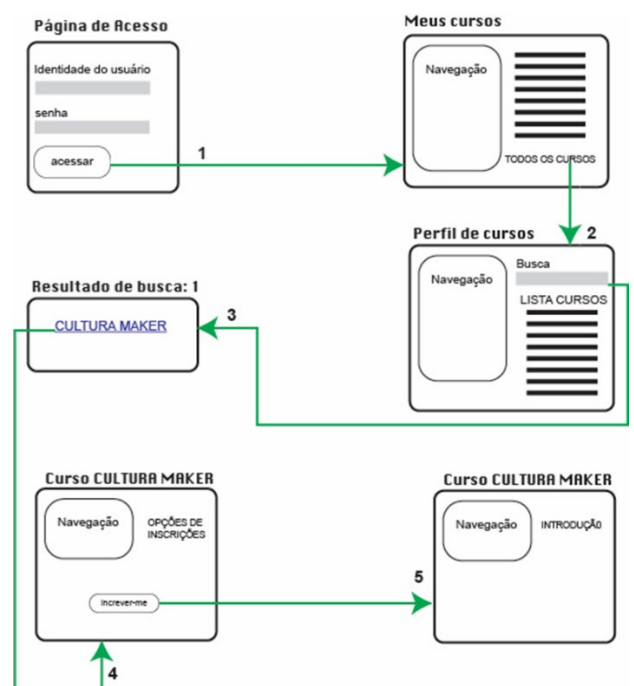 Página de Acesso
Identidade do usuário
senha
acessar
1
Meus cursos
Navegação
TODOS OS CURSOS
2
Perfil de cursos
Navegação
Busca
LISTA CURSOS
Resultado de busca: 1
CULTURA MAKER
3
Curso CULTURA MAKER
Navegação
OPÇÕES DE
INSCRIÇÕES
Increver-me
4
5
Curso CULTURA MAKER
Navegação
INTRODUÇÃO